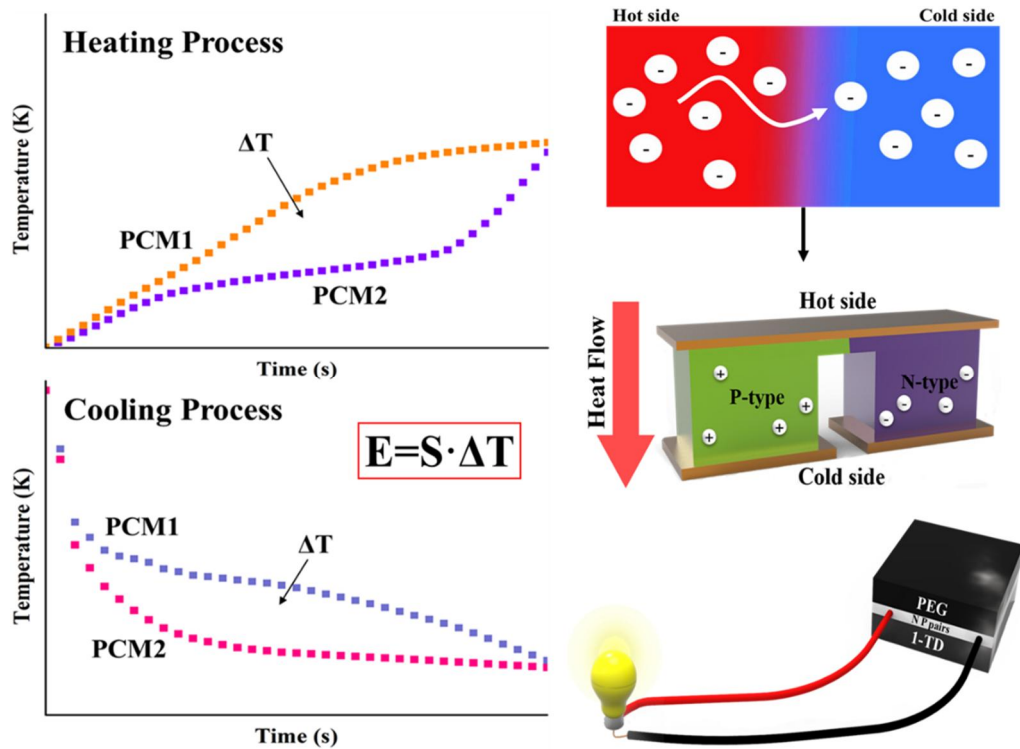 Heating Process
Temperature (K)
ΔT
PCM1
PCM2
Time (s)
Cooling Process
E=S·ΔT
Temperature (K)
PCM1
ΔT
PCM2
Time (s)
Hot side
Cold side
- - - - - - - - - - - - - -
Heat Flow
Hot side
P-type
N-type
+ + + +
- - - -
Cold side
PEG
N P pairs
1-TD